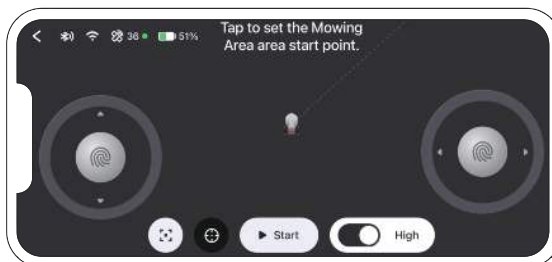 36
51%
Tap to set the Mowing
Area area start point.
Start
High